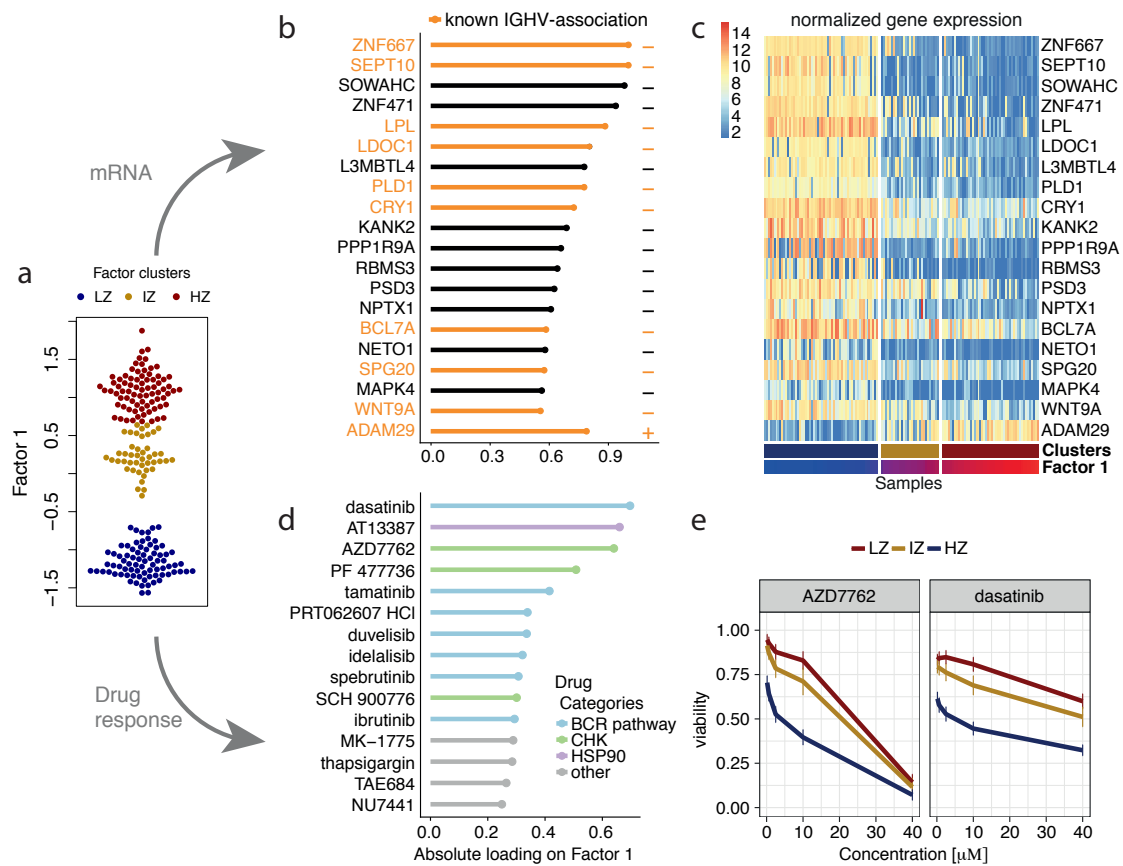 a
mRNA
Drug
response
Factor clusters
LZ IZ HZ
Factor 1
1.5
0.5
−0.5
−1.5
b
known IGHV-association
ZNF667 −
SEPT10 −
SOWAHC −
ZNF471 −
LPL −
LDOC1 −
L3MBTL4 −
PLD1 −
CRY1 −
KANK2 −
PPP1R9A −
RBMS3 −
PSD3 −
NPTX1 −
BCL7A −
NETO1 −
SPG20 −
MAPK4 −
WNT9A −
ADAM29 +
0.0 0.3 0.6 0.9
c
normalized gene expression
14
12
10
8
6
4
2
ZNF667
SEPT10
SOWAHC
ZNF471
LPL
LDOC1
L3MBTL4
PLD1
CRY1
KANK2
PPP1R9A
RBMS3
PSD3
NPTX1
BCL7A
NETO1
SPG20
MAPK4
WNT9A
ADAM29
Clusters
Factor 1
Samples
d
dasatinib
AT13387
AZD7762
PF 477736
tamatinib
PRT062607 HCl
duvelisib
idelalisib
spebrutinib
SCH 900776
ibrutinib
MK−1775
thapsigargin
TAE684
NU7441
0.0 0.2 0.4 0.6
Absolute loading on Factor 1
Drug
Categories
BCR pathway
CHK
HSP90
other
e
LZ IZ HZ
AZD7762 dasatinib
viability
1.00
0.75
0.50
0.25
0.00
0 10 20 30 40 0 10 20 30 40
Concentration [µM]